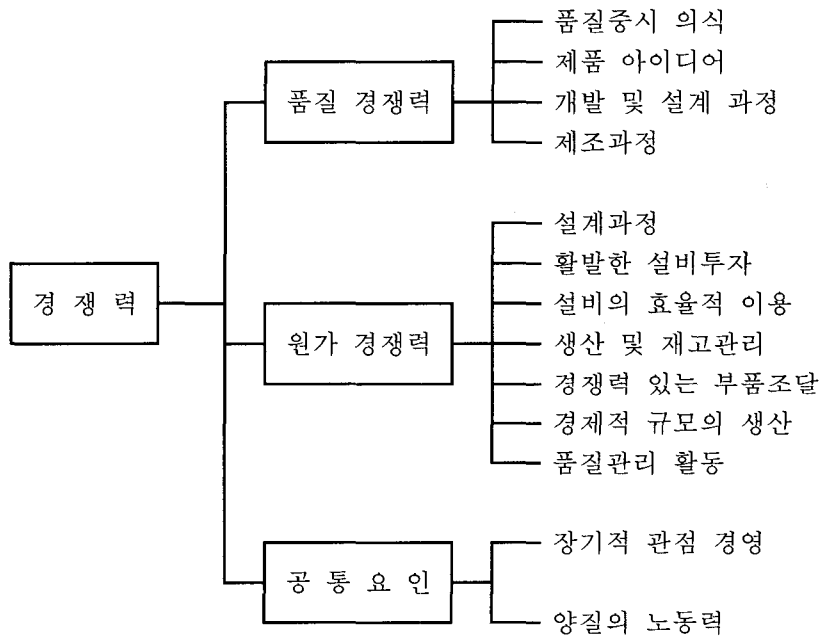 품질중시 의식
제품 아이디어
품질 경쟁력
개발 및 설계 과정
제조과정
설계과정
활발한 설비투자
경 쟁 력
설비의 효율적 이용
원가 경쟁력
생산 및 재고관리
경쟁력 있는 부품조달
경제적 규모의 생산
품질관리 활동
장기적 관점 경영
공 통 요 인
양질의 노동력